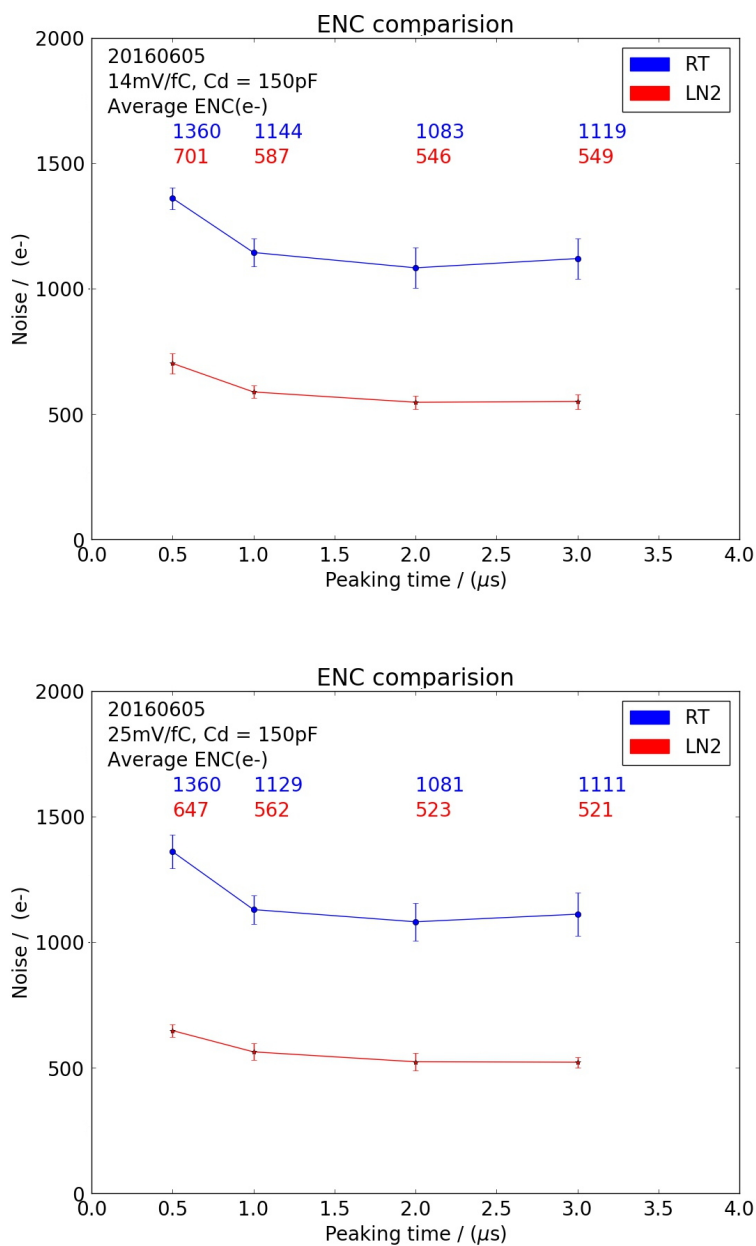 ENC comparision
20160605
14mV/fC, Cd = 150pF
Average ENC(e-)
1360 1144 1083 1119
701 587 546 549
RT
LN2
2000
1500
1000
500
0
Noise / (e-)
0.0 0.5 1.0 1.5 2.0 2.5 3.0 3.5 4.0
Peaking time / (μs)
ENC comparision
20160605
25mV/fC, Cd = 150pF
Average ENC(e-)
1360 1129 1081 1111
647 562 523 521
RT
LN2
2000
1500
1000
500
0
Noise / (e-)
0.0 0.5 1.0 1.5 2.0 2.5 3.0 3.5 4.0
Peaking time / (μs)